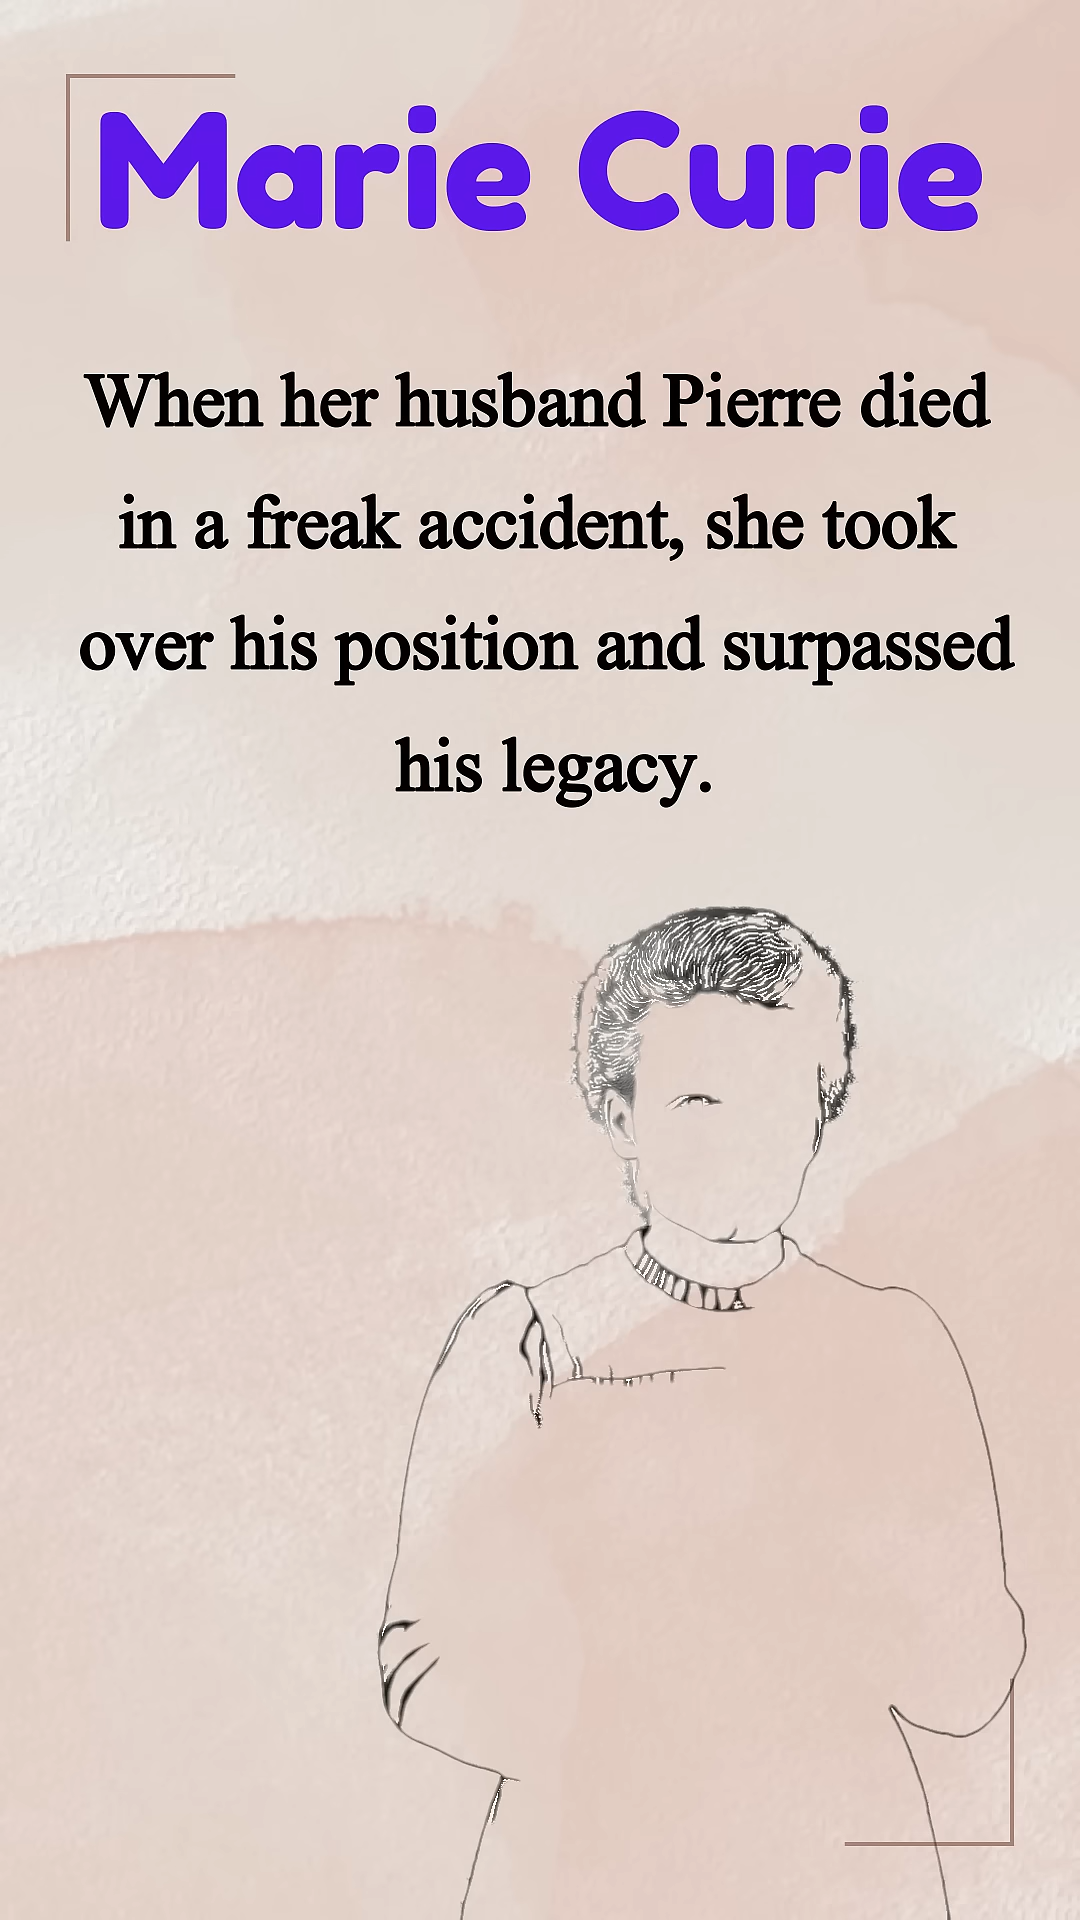 Marie Curie
When her husband Pierre died
in a freak accident, she took
over his position and surpassed
his legacy.